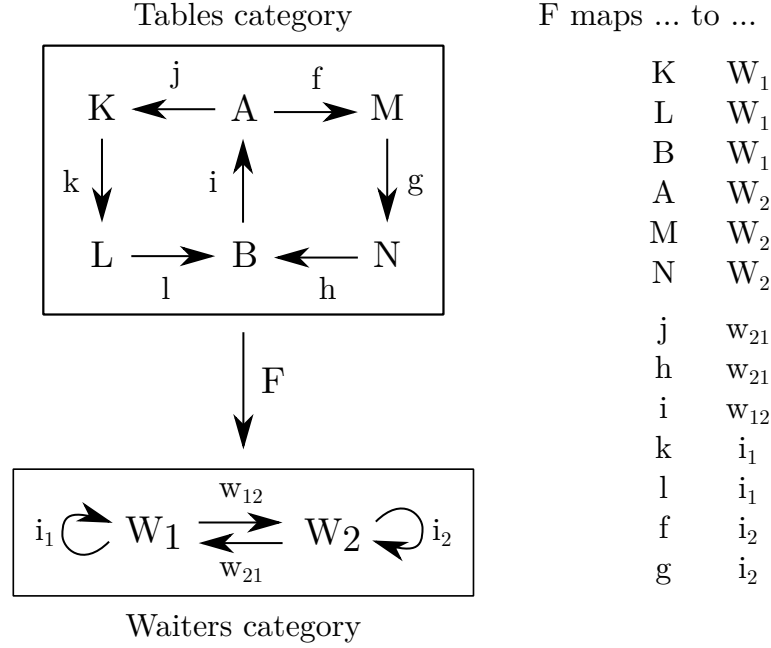 Tables category
F maps ... to ...
K j A f M
k i g
L l B h N
F
i₁ W₁ w₁₂ W₂ i₂
w₂₁
Waiters category
K W₁
L W₁
B W₁
A W₂
M W₂
N W₂
j w₂₁
h w₂₁
i w₁₂
k i₁
l i₁
f i₂
g i₂